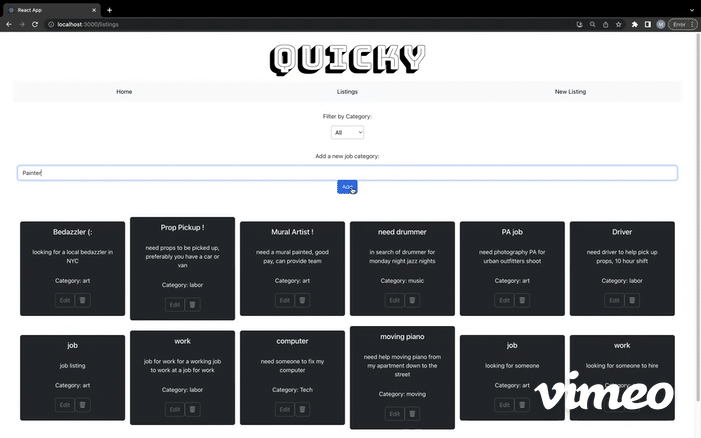 React App
localhost:3000/listings
Error
QUICKY
Home Listings New Listing
Filter by Category:
All
Add a new job category:
Painter
Add
Bedazzler (:
looking for a local bedazzler in
NYC
Category: art
Edit
Prop Pickup !
need props to be picked up,
preferably you have a car or
van
Category: labor
Edit
Mural Artist !
need a mural painted, good
pay, can provide team
Category: art
Edit
need drummer
in search of drummer for
monday night jazz nights
Category: music
Edit
PA job
need photography PA for
urban outfitters shoot
Category: art
Edit
Driver
need driver to help pick up
props, 10 hour shift
Category: labor
Edit
job
job listing
Category: art
Edit
work
job for work for a working job
to work at a job for work
Category: labor
Edit
computer
need someone to fix my
computer
Category: Tech
Edit
moving piano
need help moving piano from
my apartment down to the
street
Category: moving
Edit
job
looking for someone
Category: art
Edit
work
looking for someone to hire
vimeo